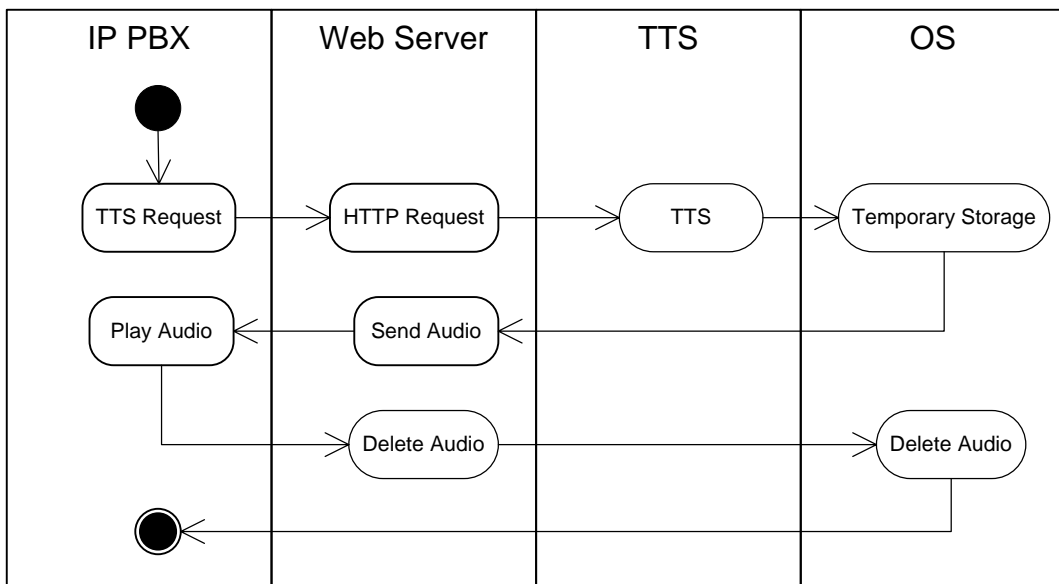 IP PBX
Web Server
TTS
OS
TTS Request
HTTP Request
TTS
Temporary Storage
Play Audio
Send Audio
Delete Audio
Delete Audio